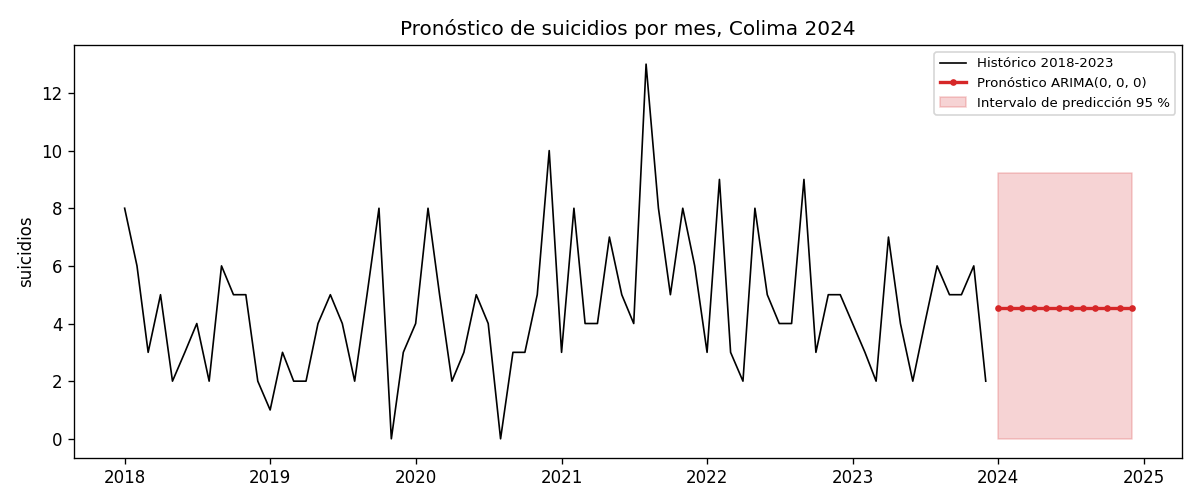 Pronóstico de suicidios por mes, Colima 2024
Histórico 2018-2023
Pronóstico ARIMA(0, 0, 0)
Intervalo de predicción 95 %
suicidios
12
10
8
6
4
2
0
2018 2019 2020 2021 2022 2023 2024 2025